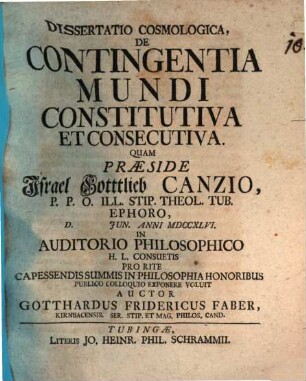 DISSERTATIO COSMOLOGICA,
DE
CONTINGENTIA
MUNDI
CONSTITUTIVA
ET CONSECUTIVA.
QUAM
PRÆSIDE
Israel Gotttlieb CANZIO,
P. P. O. ILL. STIP. THEOL. TUB.
EPHORO,
D. JUN. ANNI MDCCXLVI.
IN
AUDITORIO PHILOSOPHICO
H. L. CONSUETIS
PRO RITE
CAPESSENDIS SUMMIS IN PHILOSOPHIA HONORIBUS
PUBLICO COLLOQUIO EXPONERE VOLUIT
AUCTOR
GOTTHARDUS FRIDERICUS FABER,
KIRNBACENSIS. SER. STIP. ET MAG. PHILOS. CAND.
TUBINGÆ,
LITERIS JO. HEINR. PHIL. SCHRAMMII.